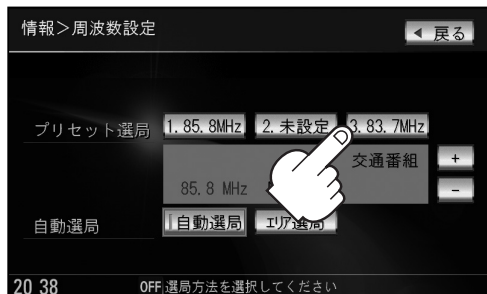 情報＞周波数設定
◀ 戻る
プリセット選局 1.85.8MHz 2.未設定 3.83.7MHz
交通番組 +
85.8 MHz -
自動選局 自動選局 ｴﾘｱ選局
20 38 OFF 選局方法を選択してください